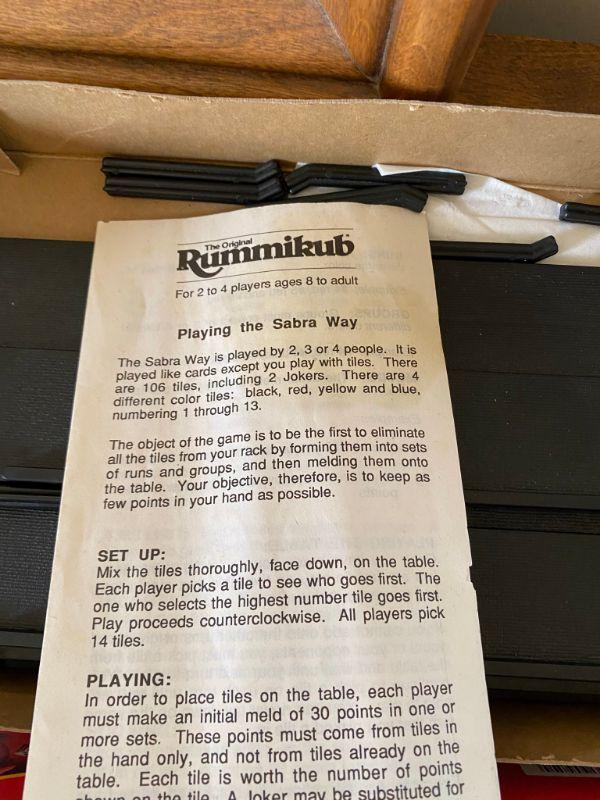 The Original
Rummikub™
For 2 to 4 players ages 8 to adult
Playing the Sabra Way
The Sabra Way is played by 2, 3 or 4 people. It is
played like cards except you play with tiles. There
are 106 tiles, including 2 Jokers. There are 4
different color tiles: black, red, yellow and blue,
numbering 1 through 13.
The object of the game is to be the first to eliminate
all the tiles from your rack by forming them into sets
of runs and groups, and then melding them onto
the table. Your objective, therefore, is to keep as
few points in your hand as possible.
SET UP:
Mix the tiles thoroughly, face down, on the table.
Each player picks a tile to see who goes first. The
one who selects the highest number tile goes first.
Play proceeds counterclockwise. All players pick
14 tiles.
PLAYING:
In order to place tiles on the table, each player
must make an initial meld of 30 points in one or
more sets. These points must come from tiles in
the hand only, and not from tiles already on the
table. Each tile is worth the number of points
shown on the tile. A Joker may be substituted for